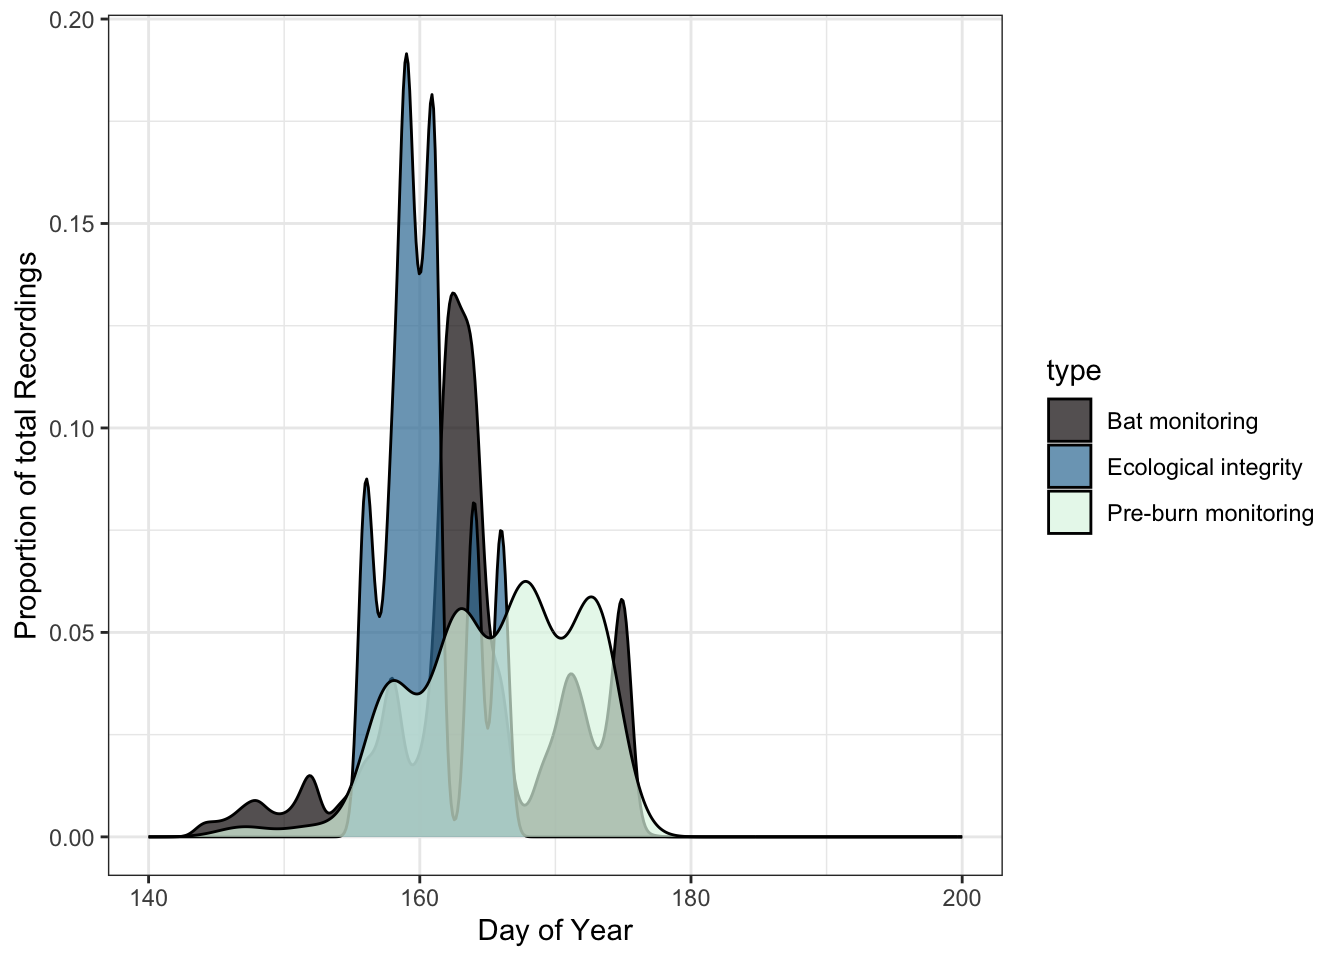 0.20
0.15
0.10
0.05
0.00
Proportion of total Recordings
140 160 180 200
Day of Year
type
Bat monitoring
Ecological integrity
Pre-burn monitoring